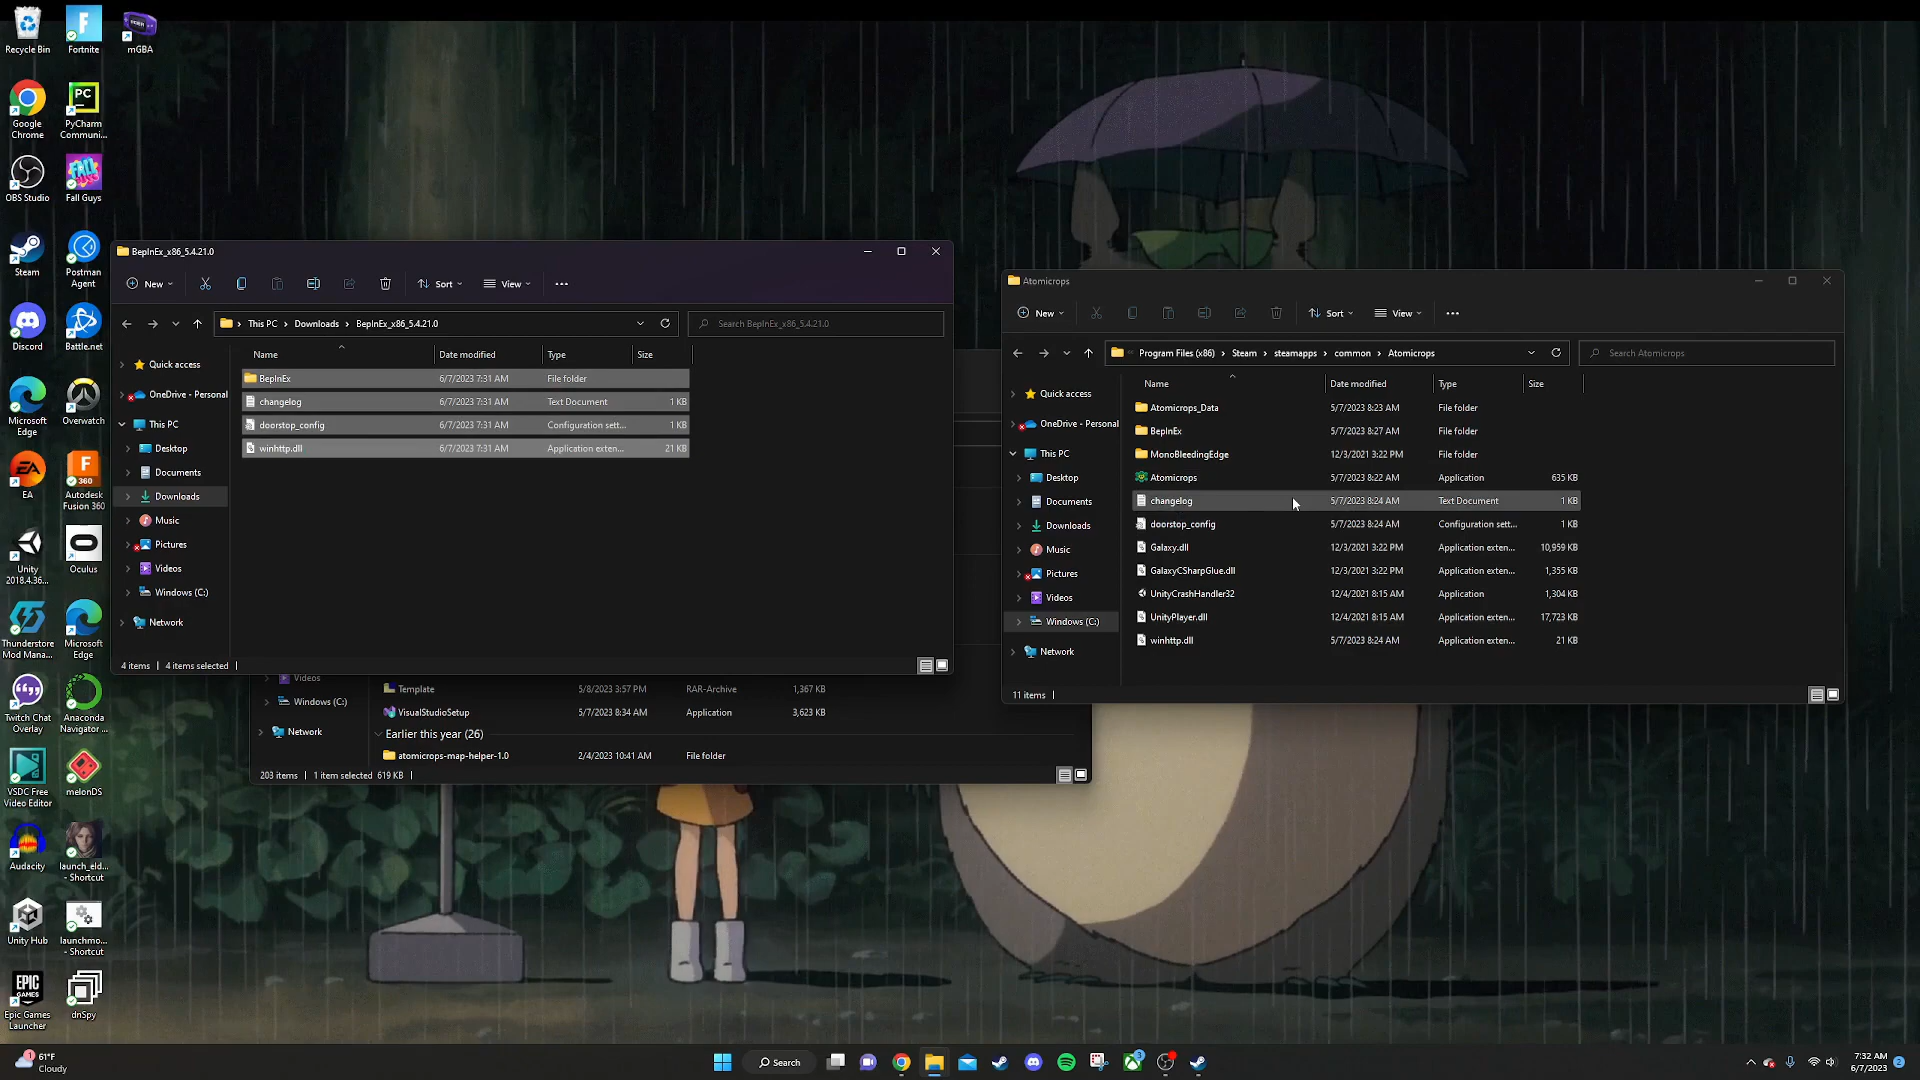 Recycle Bin
Fortnite
mGBA
Google Chrome
PyCharm Communi...
OBS Studio
Fall Guys
Steam
Postman Agent
Discord
Battle.net
Microsoft Edge
Overwatch
EA
Autodesk Fusion 360
Unity 2018.4.36...
Oculus
Thunderstore Mod Mana...
Microsoft Edge
Twitch Chat Overlay
Anaconda Navigator ...
VSDC Free Video Editor
melonDS
Audacity
launch_eld... - Shortcut
Unity Hub
launchmo... - Shortcut
Epic Games Launcher
dnSpy
BepInEx_x86_5.4.21.0
New
Sort
View
This PC > Downloads > BepInEx_x86_5.4.21.0
Search BepInEx_x86_5.4.21.0
Quick access
OneDrive - Personal
This PC
Desktop
Documents
Downloads
Music
Pictures
Videos
Windows (C:)
Network
Name Date modified Type Size
BepInEx 6/7/2023 7:31 AM File folder
changelog 6/7/2023 7:31 AM Text Document 1 KB
doorstop_config 6/7/2023 7:31 AM Configuration sett... 1 KB
winhttp.dll 6/7/2023 7:31 AM Application exten... 21 KB
4 items 4 items selected
Videos
Windows (C:)
Network
Template 5/8/2023 3:57 PM RAR-Archive 1,367 KB
VisualStudioSetup 5/7/2023 8:34 AM Application 3,623 KB
Earlier this year (26)
atomicrops-map-helper-1.0 2/4/2023 10:41 AM File folder
203 items 1 item selected 619 KB
Atomicrops
New
Sort
View
Program Files (x86) > Steam > steamapps > common > Atomicrops
Search Atomicrops
Quick access
OneDrive - Personal
This PC
Desktop
Documents
Downloads
Music
Pictures
Videos
Windows (C:)
Network
Name Date modified Type Size
Atomicrops_Data 5/7/2023 8:23 AM File folder
BepInEx 5/7/2023 8:27 AM File folder
MonoBleedingEdge 12/3/2021 3:22 PM File folder
Atomicrops 5/7/2023 8:22 AM Application 635 KB
changelog 5/7/2023 8:24 AM Text Document 1 KB
doorstop_config 5/7/2023 8:24 AM Configuration sett... 1 KB
Galaxy.dll 12/3/2021 3:22 PM Application exten... 10,959 KB
GalaxyCSharpGlue.dll 12/3/2021 3:22 PM Application exten... 1,355 KB
UnityCrashHandler32 12/4/2021 8:15 AM Application 1,304 KB
UnityPlayer.dll 12/4/2021 8:15 AM Application exten... 17,723 KB
winhttp.dll 5/7/2023 8:24 AM Application exten... 21 KB
11 items
61°F
Cloudy
Search
7:32 AM
6/7/2023